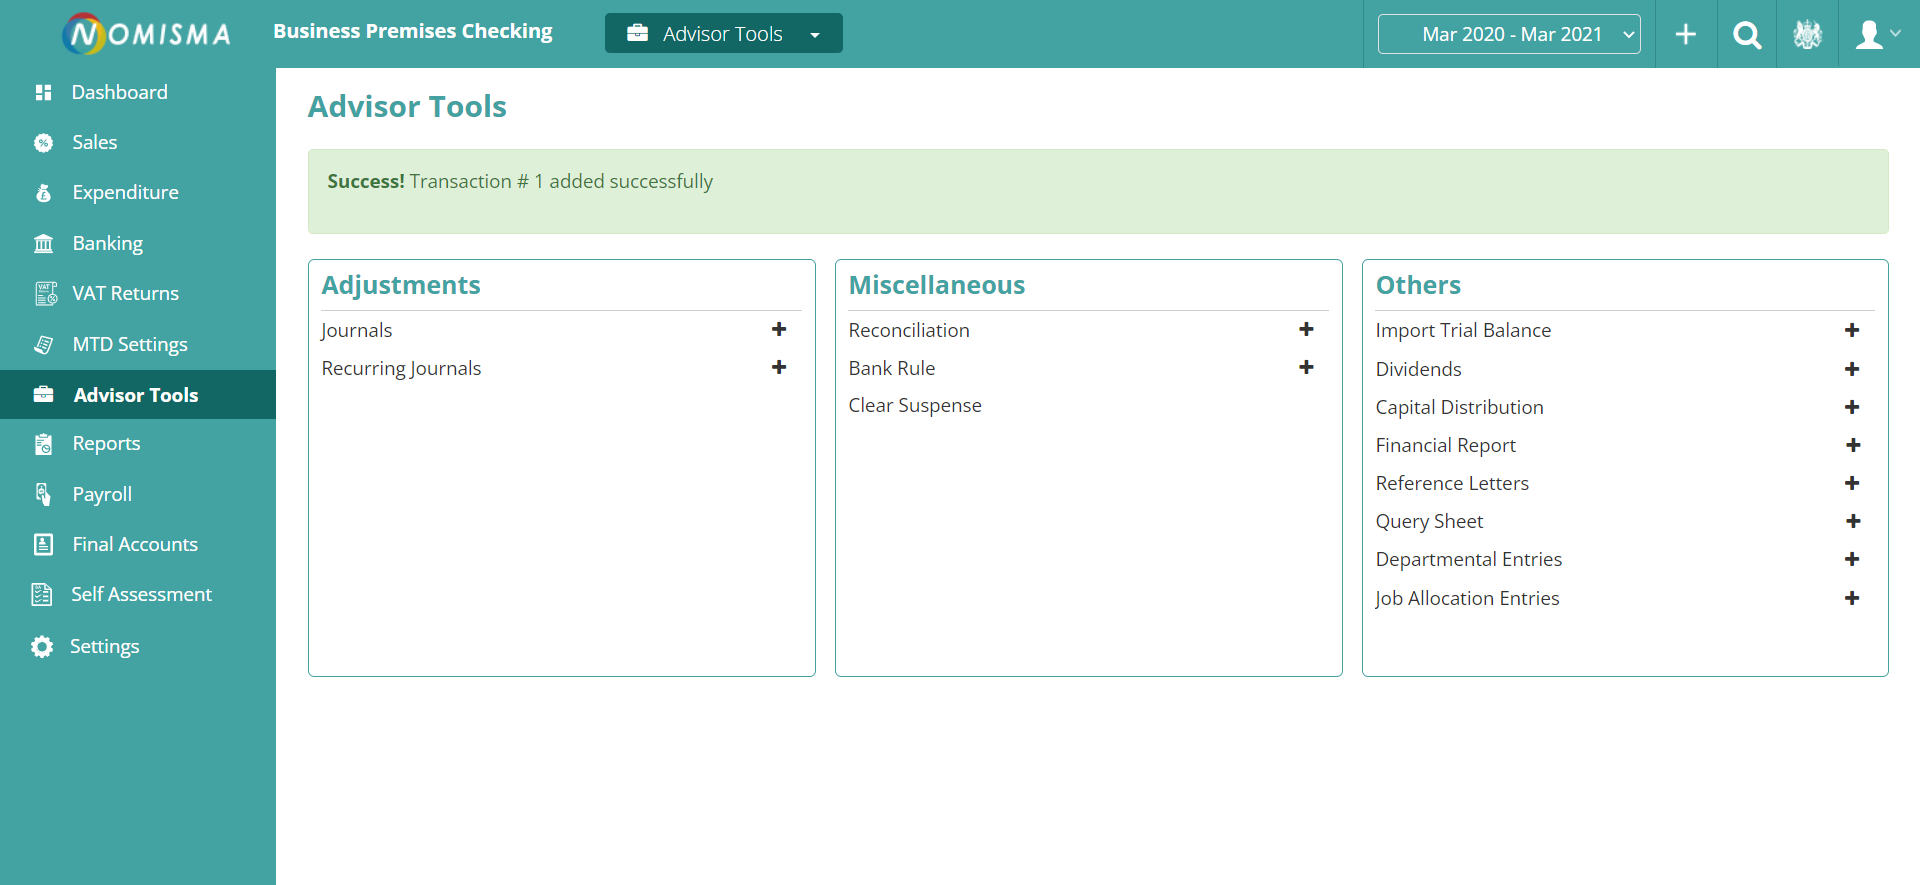 NOMISMA
Business Premises Checking
Advisor Tools
Mar 2020 - Mar 2021
Dashboard
Sales
Expenditure
Banking
VAT Returns
MTD Settings
Advisor Tools
Reports
Payroll
Final Accounts
Self Assessment
Settings
Advisor Tools
Success! Transaction # 1 added successfully
Adjustments
Journals
Recurring Journals
Miscellaneous
Reconciliation
Bank Rule
Clear Suspense
Others
Import Trial Balance
Dividends
Capital Distribution
Financial Report
Reference Letters
Query Sheet
Departmental Entries
Job Allocation Entries